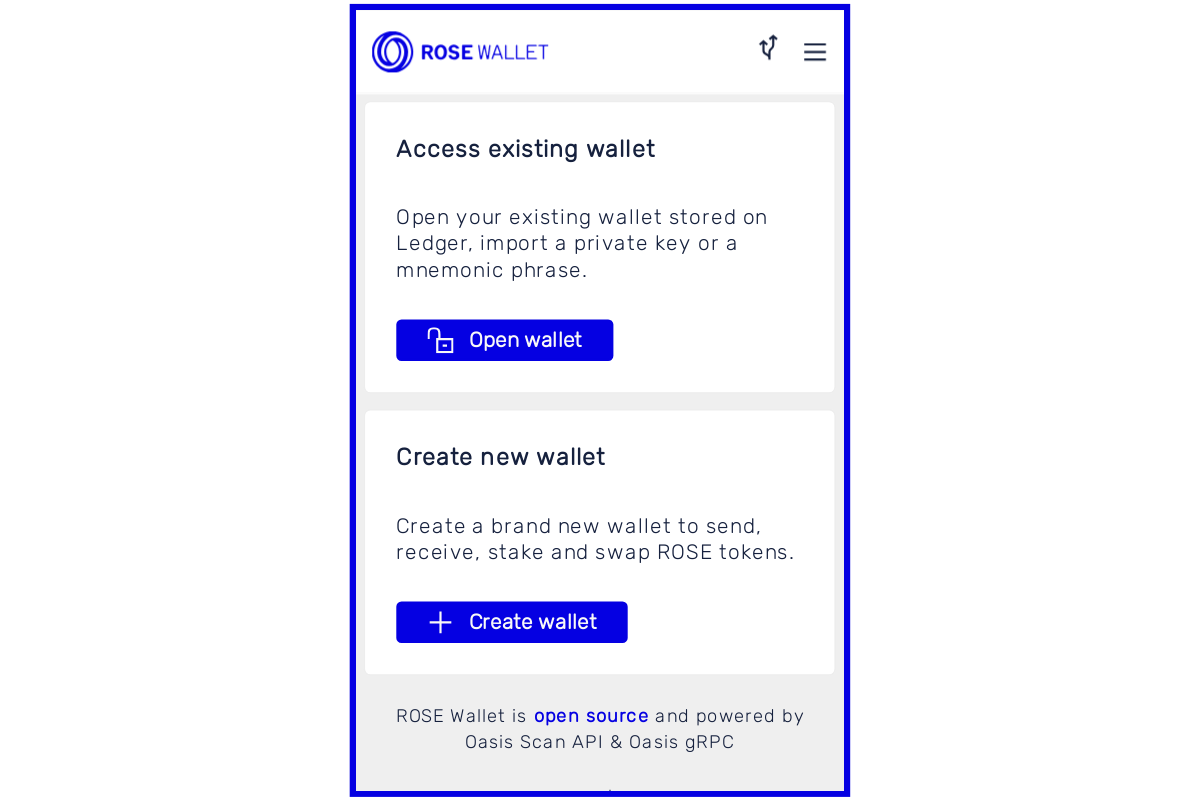 ROSE WALLET
Access existing wallet
Open your existing wallet stored on
Ledger, import a private key or a
mnemonic phrase.
Open wallet
Create new wallet
Create a brand new wallet to send,
receive, stake and swap ROSE tokens.
Create wallet
ROSE Wallet is open source and powered by
Oasis Scan API & Oasis gRPC